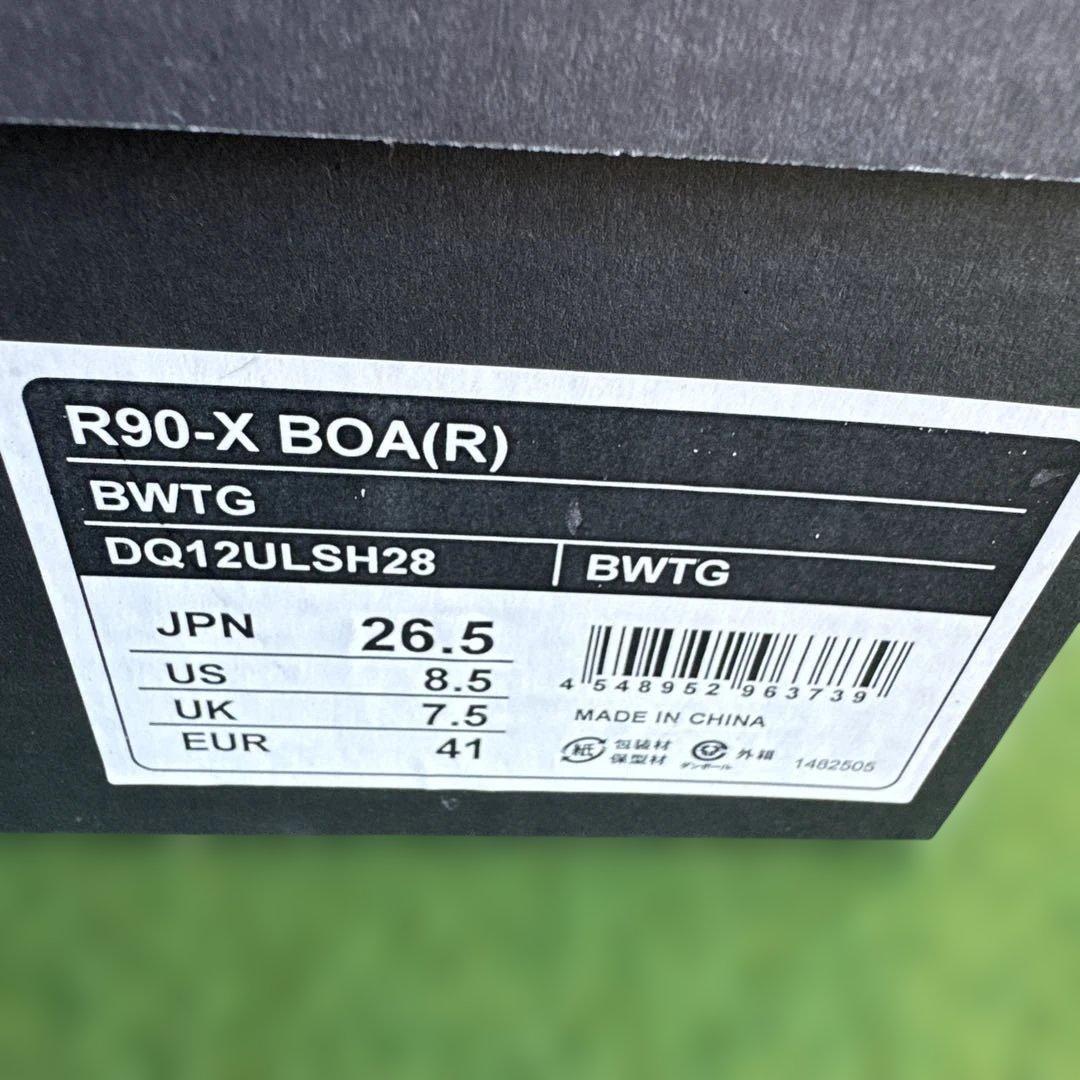 R90-X BOA(R)
BWTG
DQ12ULSH28 BWTG
JPN 26.5
US 8.5
UK 7.5
EUR 41
4 548952 963739
MADE IN CHINA
紙 包装材
保型材
外箱
ダンボール
1482505